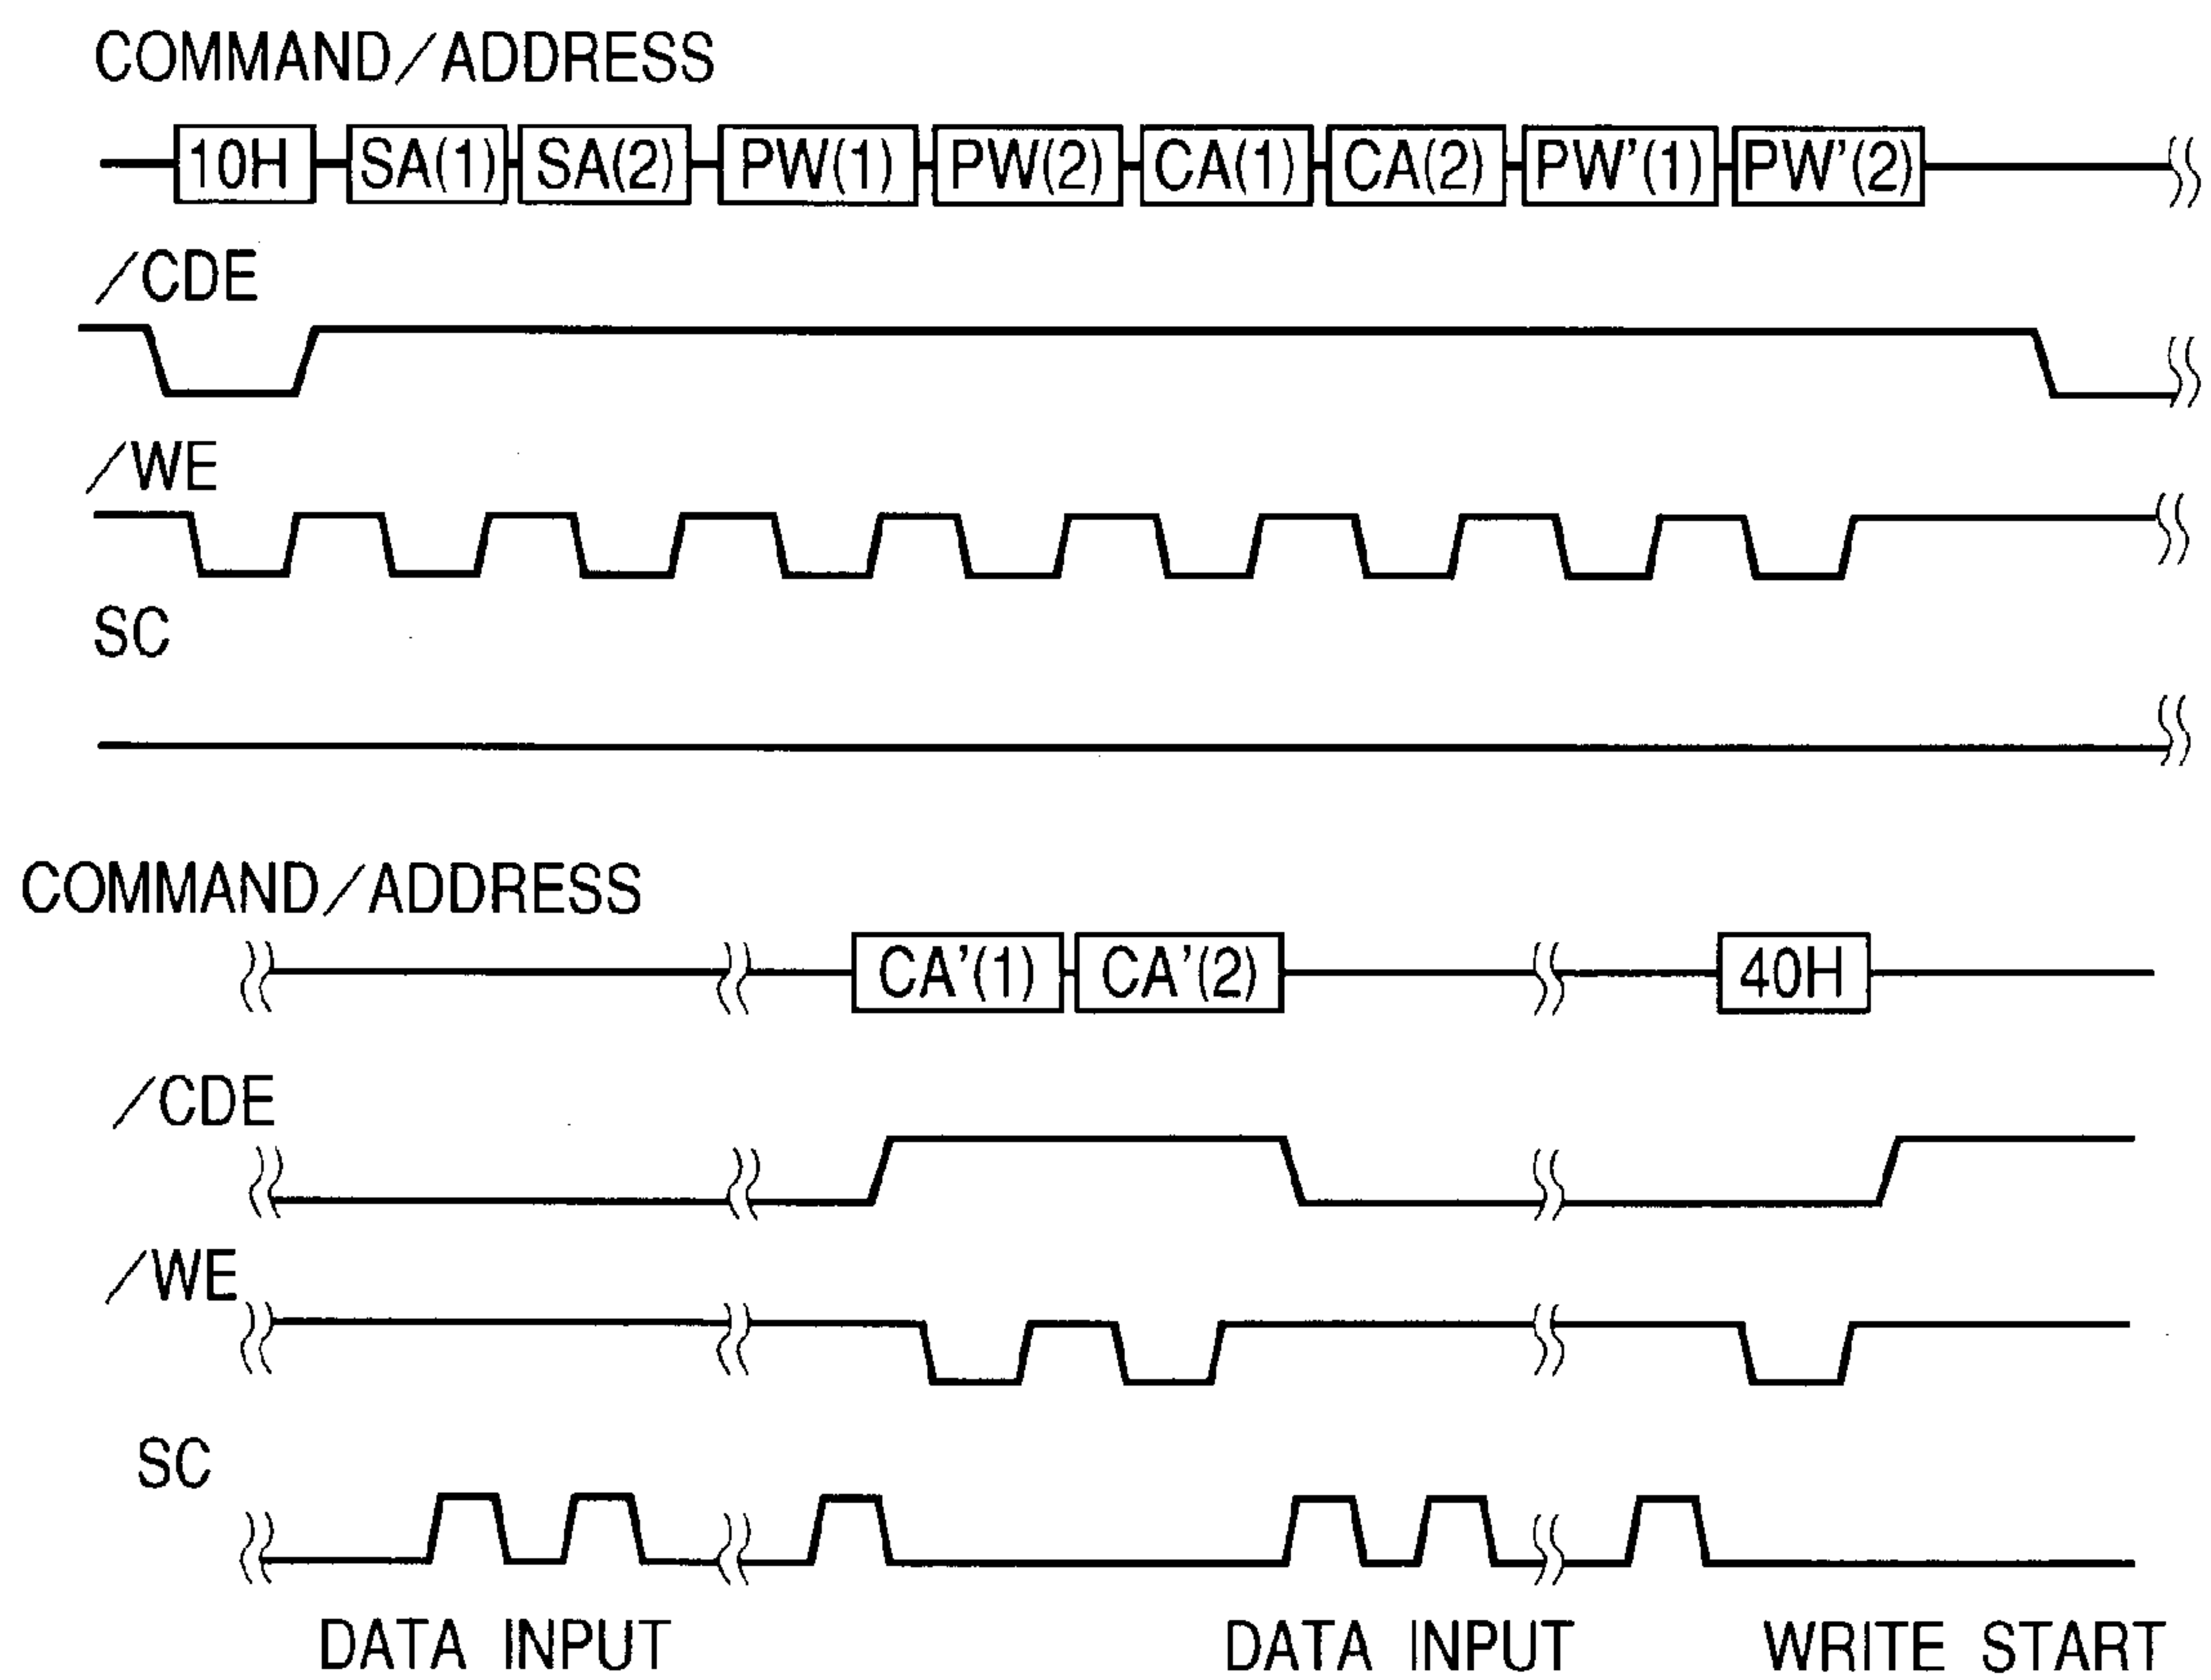 COMMAND/ADDRESS
10H SA(1) SA(2) PW(1) PW(2) CA(1) CA(2) PW'(1) PW'(2)
/CDE
/WE
SC
COMMAND/ADDRESS
CA'(1) CA'(2) 40H
/CDE
/WE
SC
DATA INPUT DATA INPUT WRITE START